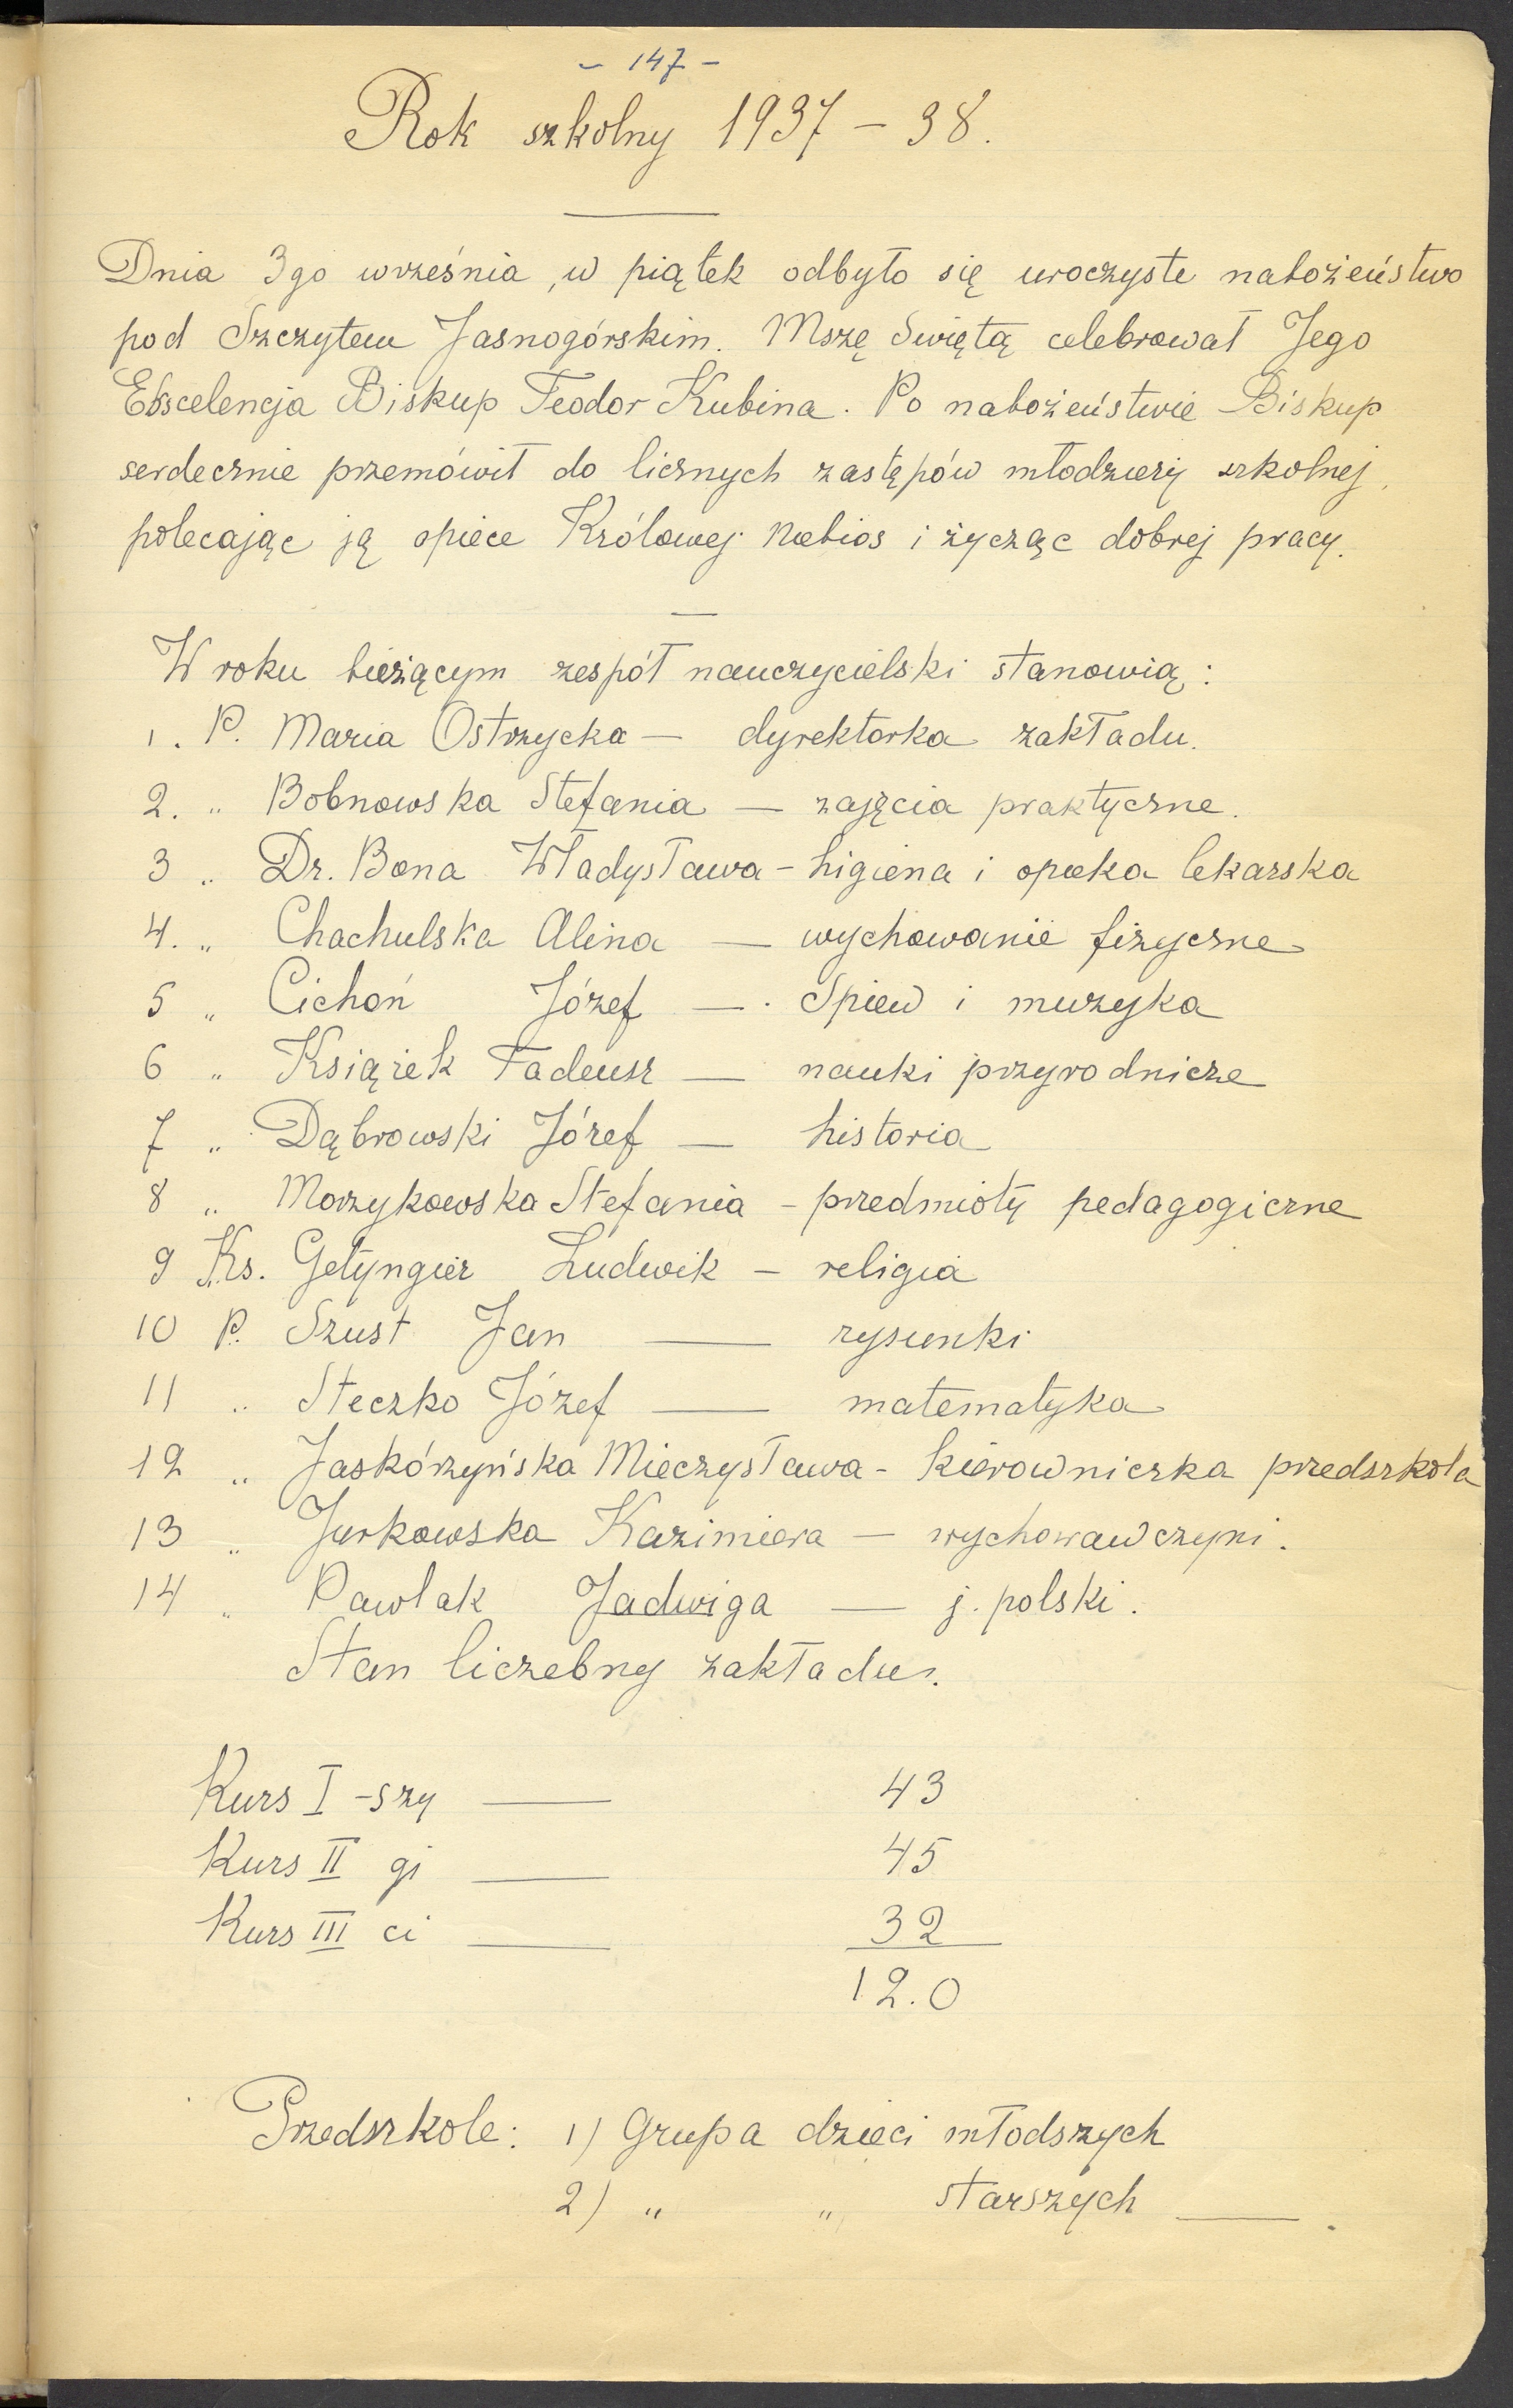 - 147 -
Rok szkolny 1937 - 38.
Dnia 3go września, w piątek odbyło się uroczyste nabożeństwo
pod Szczytem Jasnogórskim. Mszę Świętą celebrował Jego
Ekscelencja Biskup Teodor Kubina. Po nabożeństwie Biskup
serdecznie przemówił do licznych zastępów młodzieży szkolnej,
polecając ją opiece Królowej Niebios i życząc dobrej pracy.
W roku bieżącym zespół nauczycielski stanowią:
1. P. Maria Ostrzycka — dyrektorka zakładu.
2. „ Bobnowska Stefania — zajęcia praktyczne.
3 „ Dr. Bona Władysława - higiena i opieka lekarska
4. „ Chachulska Alina — wychowanie fizyczne
5 „ Cichoń Józef — Śpiew i muzyka
6 „ Książek Tadeusz — nauki przyrodnicze
7 „ Dąbrowski Józef — historia
8 „ Morzykowska Stefania - przedmioty pedagogiczne
9 Ks. Getyngier Ludwik - religia
10 P. Szust Jan — rysunki
11 „ Steczko Józef — matematyka
12 „ Jaskórzyńska Mieczysława - kierowniczka przedszkola
13 „ Jurkowska Kazimiera — wychowawczyni.
14 „ Pawlak Jadwiga — j. polski.
Stan liczebny zakładu.
Kurs I -szy — 43
Kurs II gi — 45
Kurs III ci — 32
12.0
Przedszkole: 1) Grupa dzieci młodszych
2) „ „ starszych —.